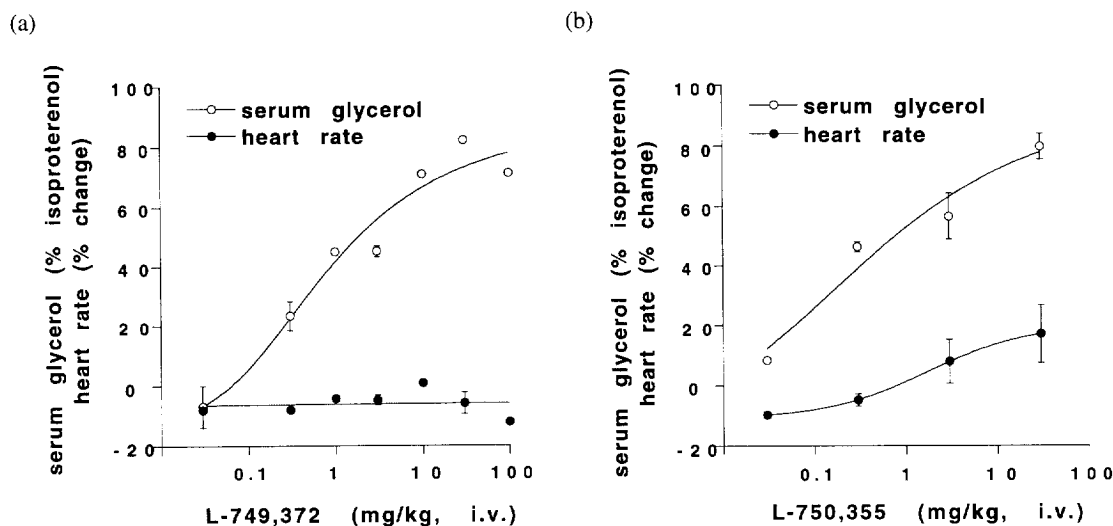 (a)
serum glycerol (% isoproterenol)
heart rate (% change)
100
80
60
40
20
0
-20
serum glycerol
heart rate
0.1 1 10 100
L-749,372 (mg/kg, i.v.)
(b)
serum glycerol (% isoproterenol)
heart rate (% change)
100
80
60
40
20
0
-20
serum glycerol
heart rate
0.1 1 10 100
L-750,355 (mg/kg, i.v.)